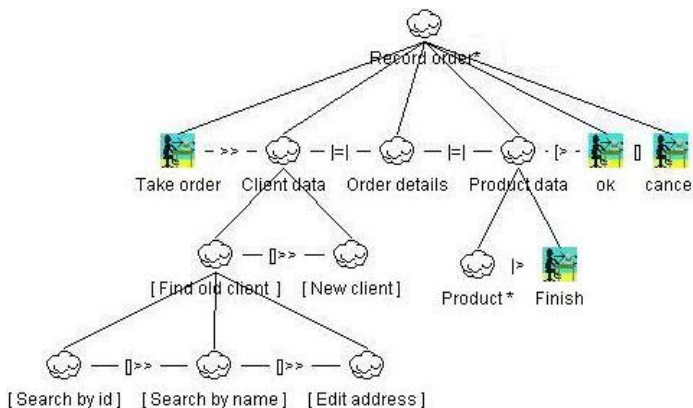 Record order*
>> |=| |=| [> []
Take order Client data Order details Product data ok cance
[]>> |>
[ Find old client ] [ New client ] Product * Finish
[]>> []>>
[ Search by id ] [ Search by name ] [ Edit address ]